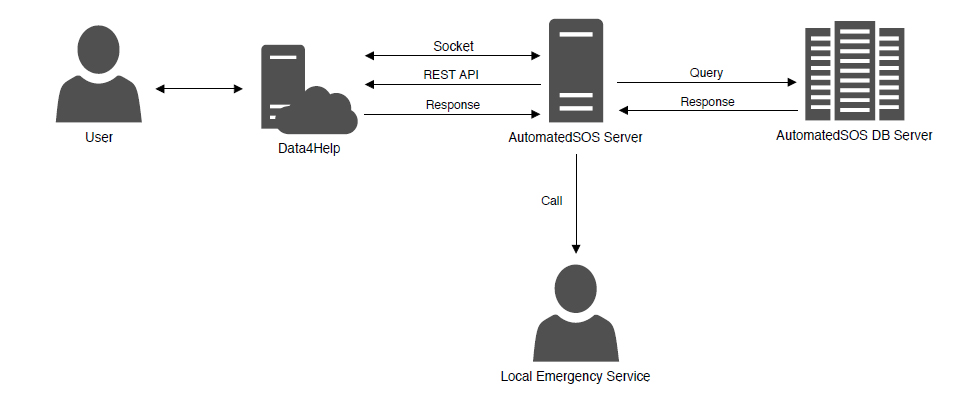 Socket
REST API
Response
Query
Response
User
Data4Help
AutomatedSOS Server
AutomatedSOS DB Server
Call
Local Emergency Service